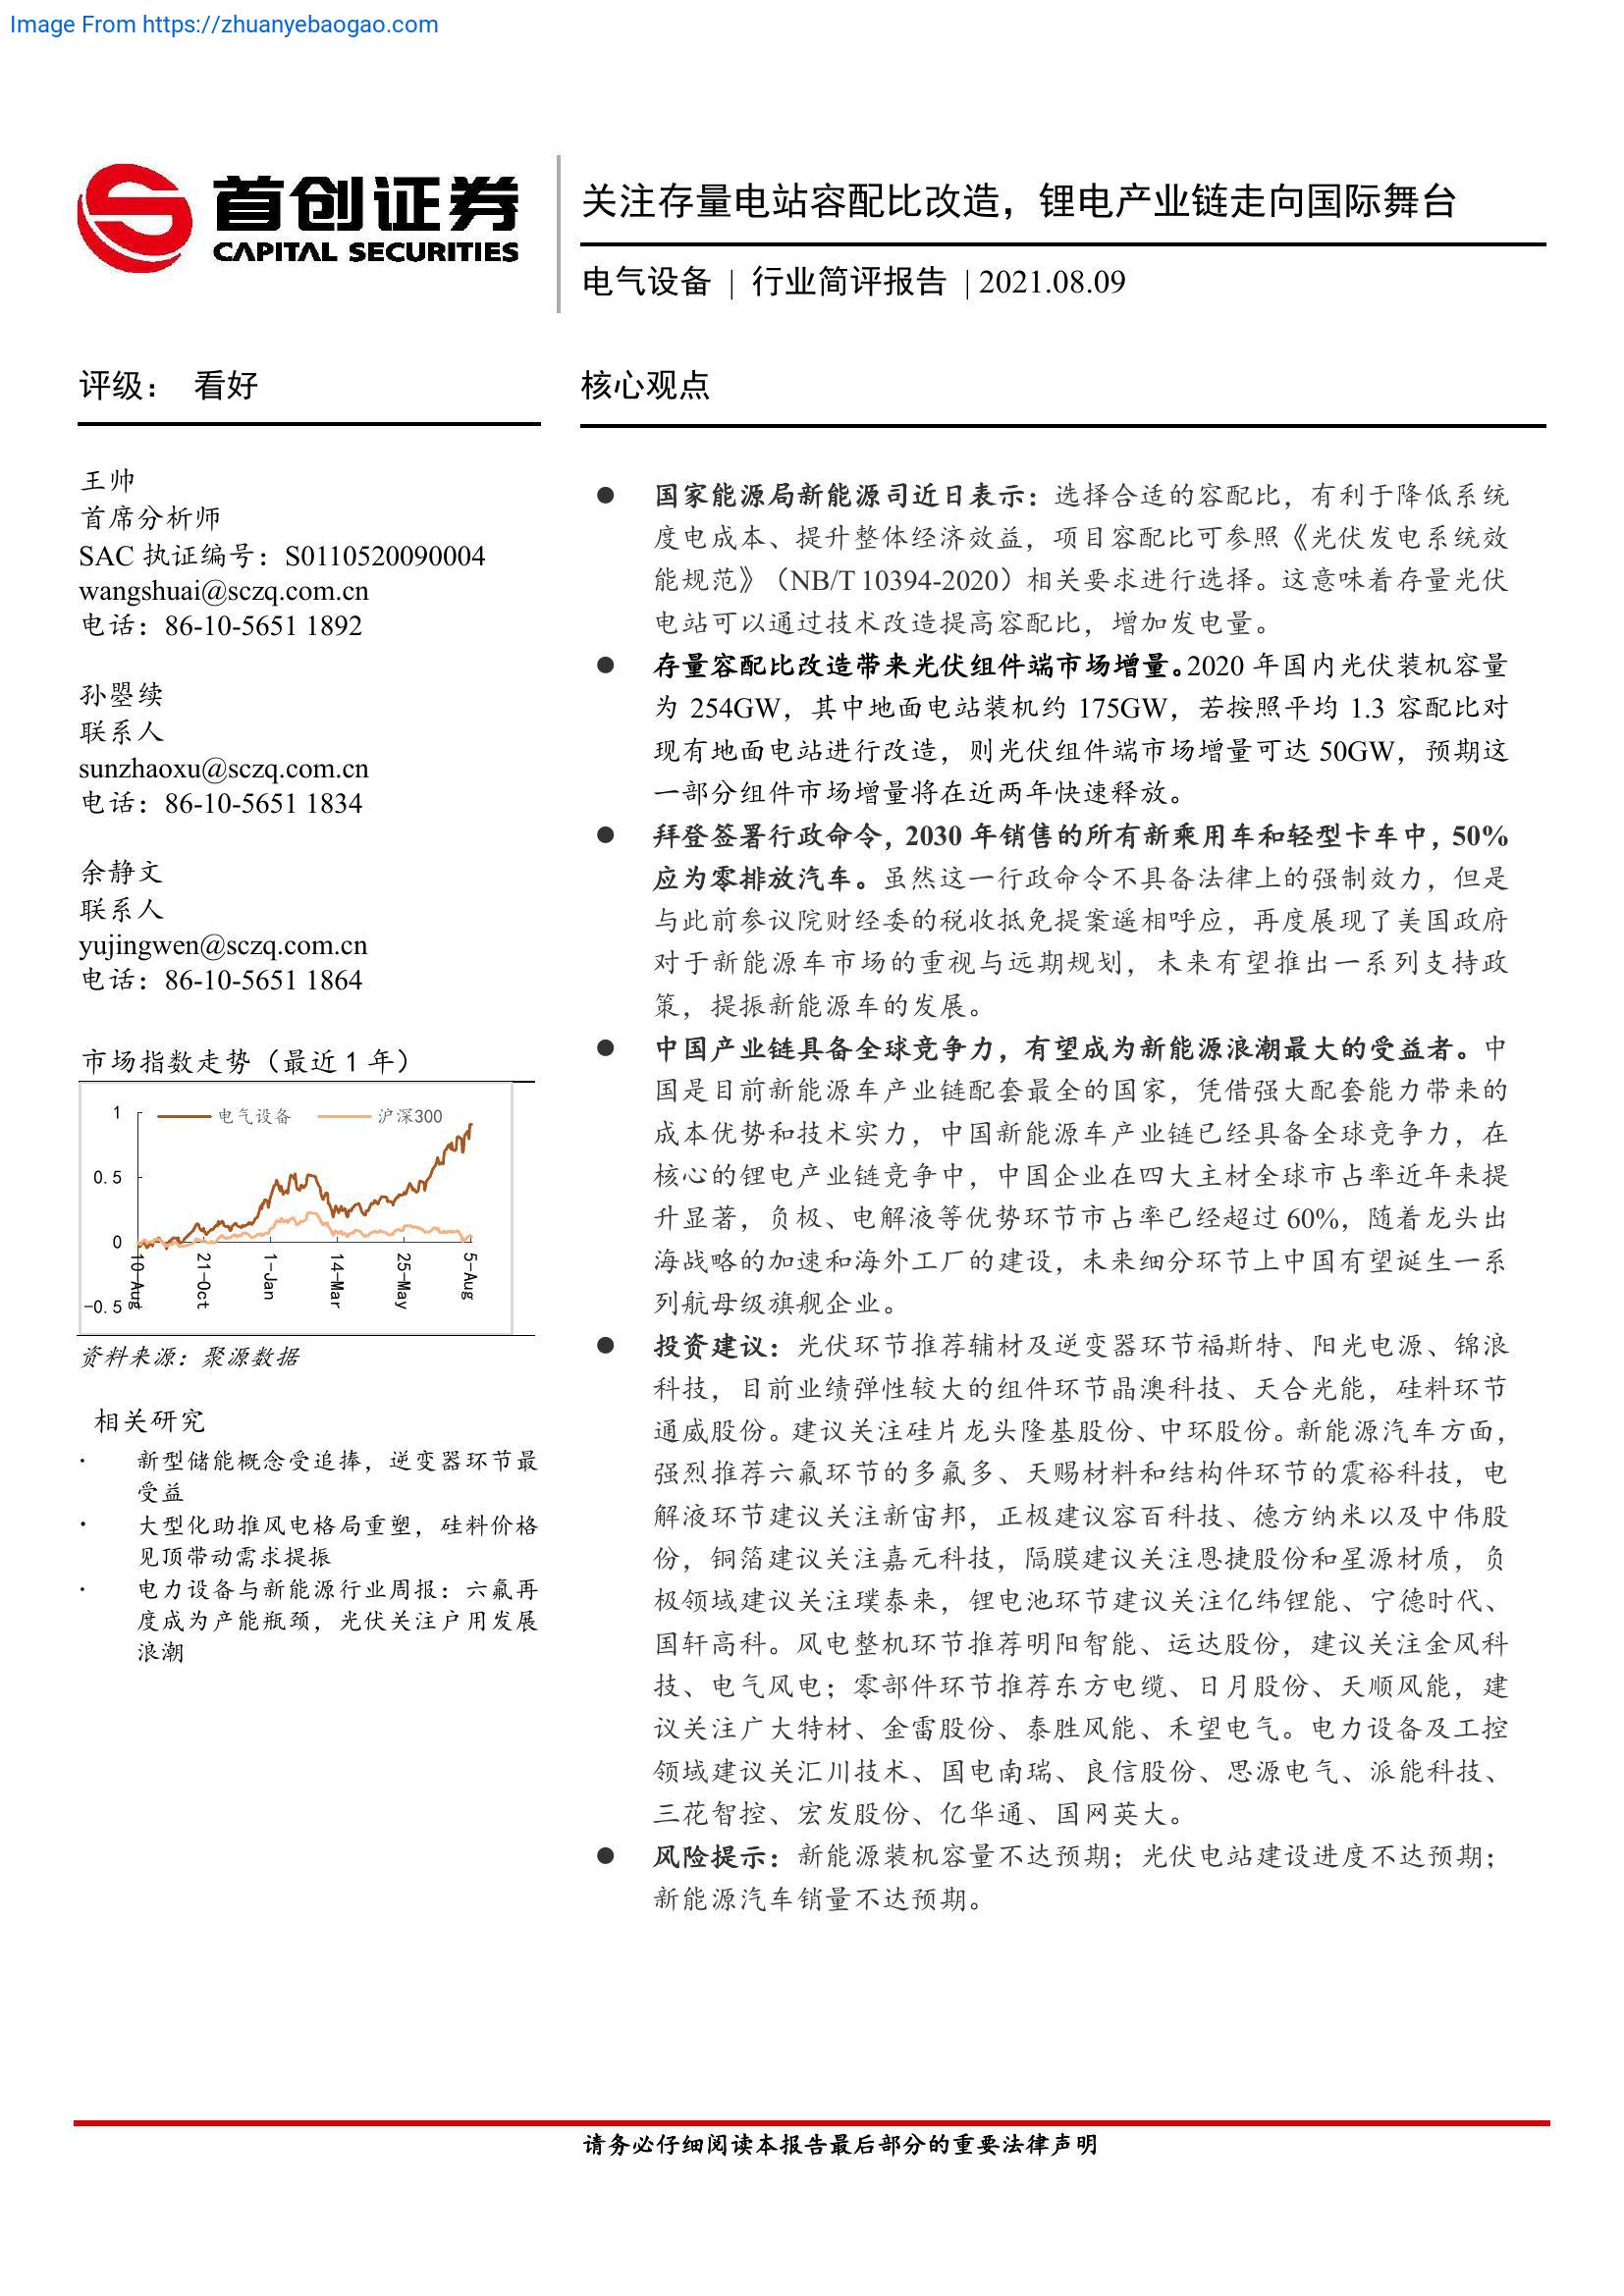 Image From https://zhuanyebaogao.com
首创证券
CAPITAL SECURITIES
关注存量电站容配比改造，锂电产业链走向国际舞台
电气设备 | 行业简评报告 | 2021.08.09
评级： 看好
王帅
首席分析师
SAC 执证编号：S0110520090004
wangshuai@sczq.com.cn
电话：86-10-5651 1892
孙曌续
联系人
sunzhaoxu@sczq.com.cn
电话：86-10-5651 1834
余静文
联系人
yujingwen@sczq.com.cn
电话：86-10-5651 1864
市场指数走势（最近 1 年）
电气设备 沪深300
1
0.5
0
-0.5
10-Aug
21-Oct
1-Jan
14-Mar
25-May
5-Aug
资料来源：聚源数据
相关研究
· 新型储能概念受追捧，逆变器环节最
受益
· 大型化助推风电格局重塑，硅料价格
见顶带动需求提振
· 电力设备与新能源行业周报：六氟再
度成为产能瓶颈，光伏关注户用发展
浪潮
核心观点
● 国家能源局新能源司近日表示：选择合适的容配比，有利于降低系统
度电成本、提升整体经济效益，项目容配比可参照《光伏发电系统效
能规范》（NB/T 10394-2020）相关要求进行选择。这意味着存量光伏
电站可以通过技术改造提高容配比，增加发电量。
● 存量容配比改造带来光伏组件端市场增量。2020 年国内光伏装机容量
为 254GW，其中地面电站装机约 175GW，若按照平均 1.3 容配比对
现有地面电站进行改造，则光伏组件端市场增量可达 50GW，预期这
一部分组件市场增量将在近两年快速释放。
● 拜登签署行政命令，2030 年销售的所有新乘用车和轻型卡车中，50%
应为零排放汽车。虽然这一行政命令不具备法律上的强制效力，但是
与此前参议院财经委的税收抵免提案遥相呼应，再度展现了美国政府
对于新能源车市场的重视与远期规划，未来有望推出一系列支持政
策，提振新能源车的发展。
● 中国产业链具备全球竞争力，有望成为新能源浪潮最大的受益者。中
国是目前新能源车产业链配套最全的国家，凭借强大配套能力带来的
成本优势和技术实力，中国新能源车产业链已经具备全球竞争力，在
核心的锂电产业链竞争中，中国企业在四大主材全球市占率近年来提
升显著，负极、电解液等优势环节市占率已经超过 60%，随着龙头出
海战略的加速和海外工厂的建设，未来细分环节上中国有望诞生一系
列航母级旗舰企业。
● 投资建议：光伏环节推荐辅材及逆变器环节福斯特、阳光电源、锦浪
科技，目前业绩弹性较大的组件环节晶澳科技、天合光能，硅料环节
通威股份。建议关注硅片龙头隆基股份、中环股份。新能源汽车方面，
强烈推荐六氟环节的多氟多、天赐材料和结构件环节的震裕科技，电
解液环节建议关注新宙邦，正极建议容百科技、德方纳米以及中伟股
份，铜箔建议关注嘉元科技，隔膜建议关注恩捷股份和星源材质，负
极领域建议关注璞泰来，锂电池环节建议关注亿纬锂能、宁德时代、
国轩高科。风电整机环节推荐明阳智能、运达股份，建议关注金风科
技、电气风电；零部件环节推荐东方电缆、日月股份、天顺风能，建
议关注广大特材、金雷股份、泰胜风能、禾望电气。电力设备及工控
领域建议关汇川技术、国电南瑞、良信股份、思源电气、派能科技、
三花智控、宏发股份、亿华通、国网英大。
● 风险提示：新能源装机容量不达预期；光伏电站建设进度不达预期；
新能源汽车销量不达预期。
请务必仔细阅读本报告最后部分的重要法律声明